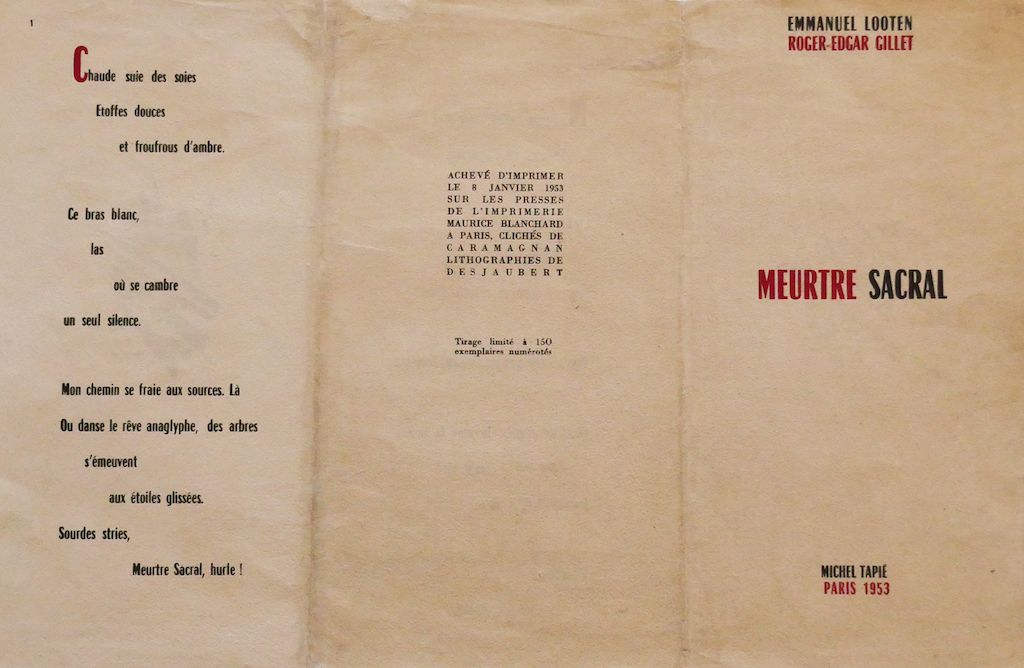 1
Chaude suie des soies
Etoffes douces
et froufrous d'ambre.
Ce bras blanc,
las
où se cambre
un seul silence.
Mon chemin se fraie aux sources. Là
Ou danse le rêve anaglyphe, des arbres
s'émeuvent
aux étoiles glissées.
Sourdes stries,
Meurtre Sacral, hurle !
ACHEVÉ D'IMPRIMER
LE 8 JANVIER 1953
SUR LES PRESSES
DE L'IMPRIMERIE
MAURICE BLANCHARD
A PARIS, CLICHÉS DE
CARAMAGNAN
LITHOGRAPHIES DE
DESJAUBERT
Tirage limité à 150
exemplaires numérotés
EMMANUEL LOOTEN
ROGER-EDGAR GILLET
MEURTRE SACRAL
MICHEL TAPIÉ
PARIS 1953